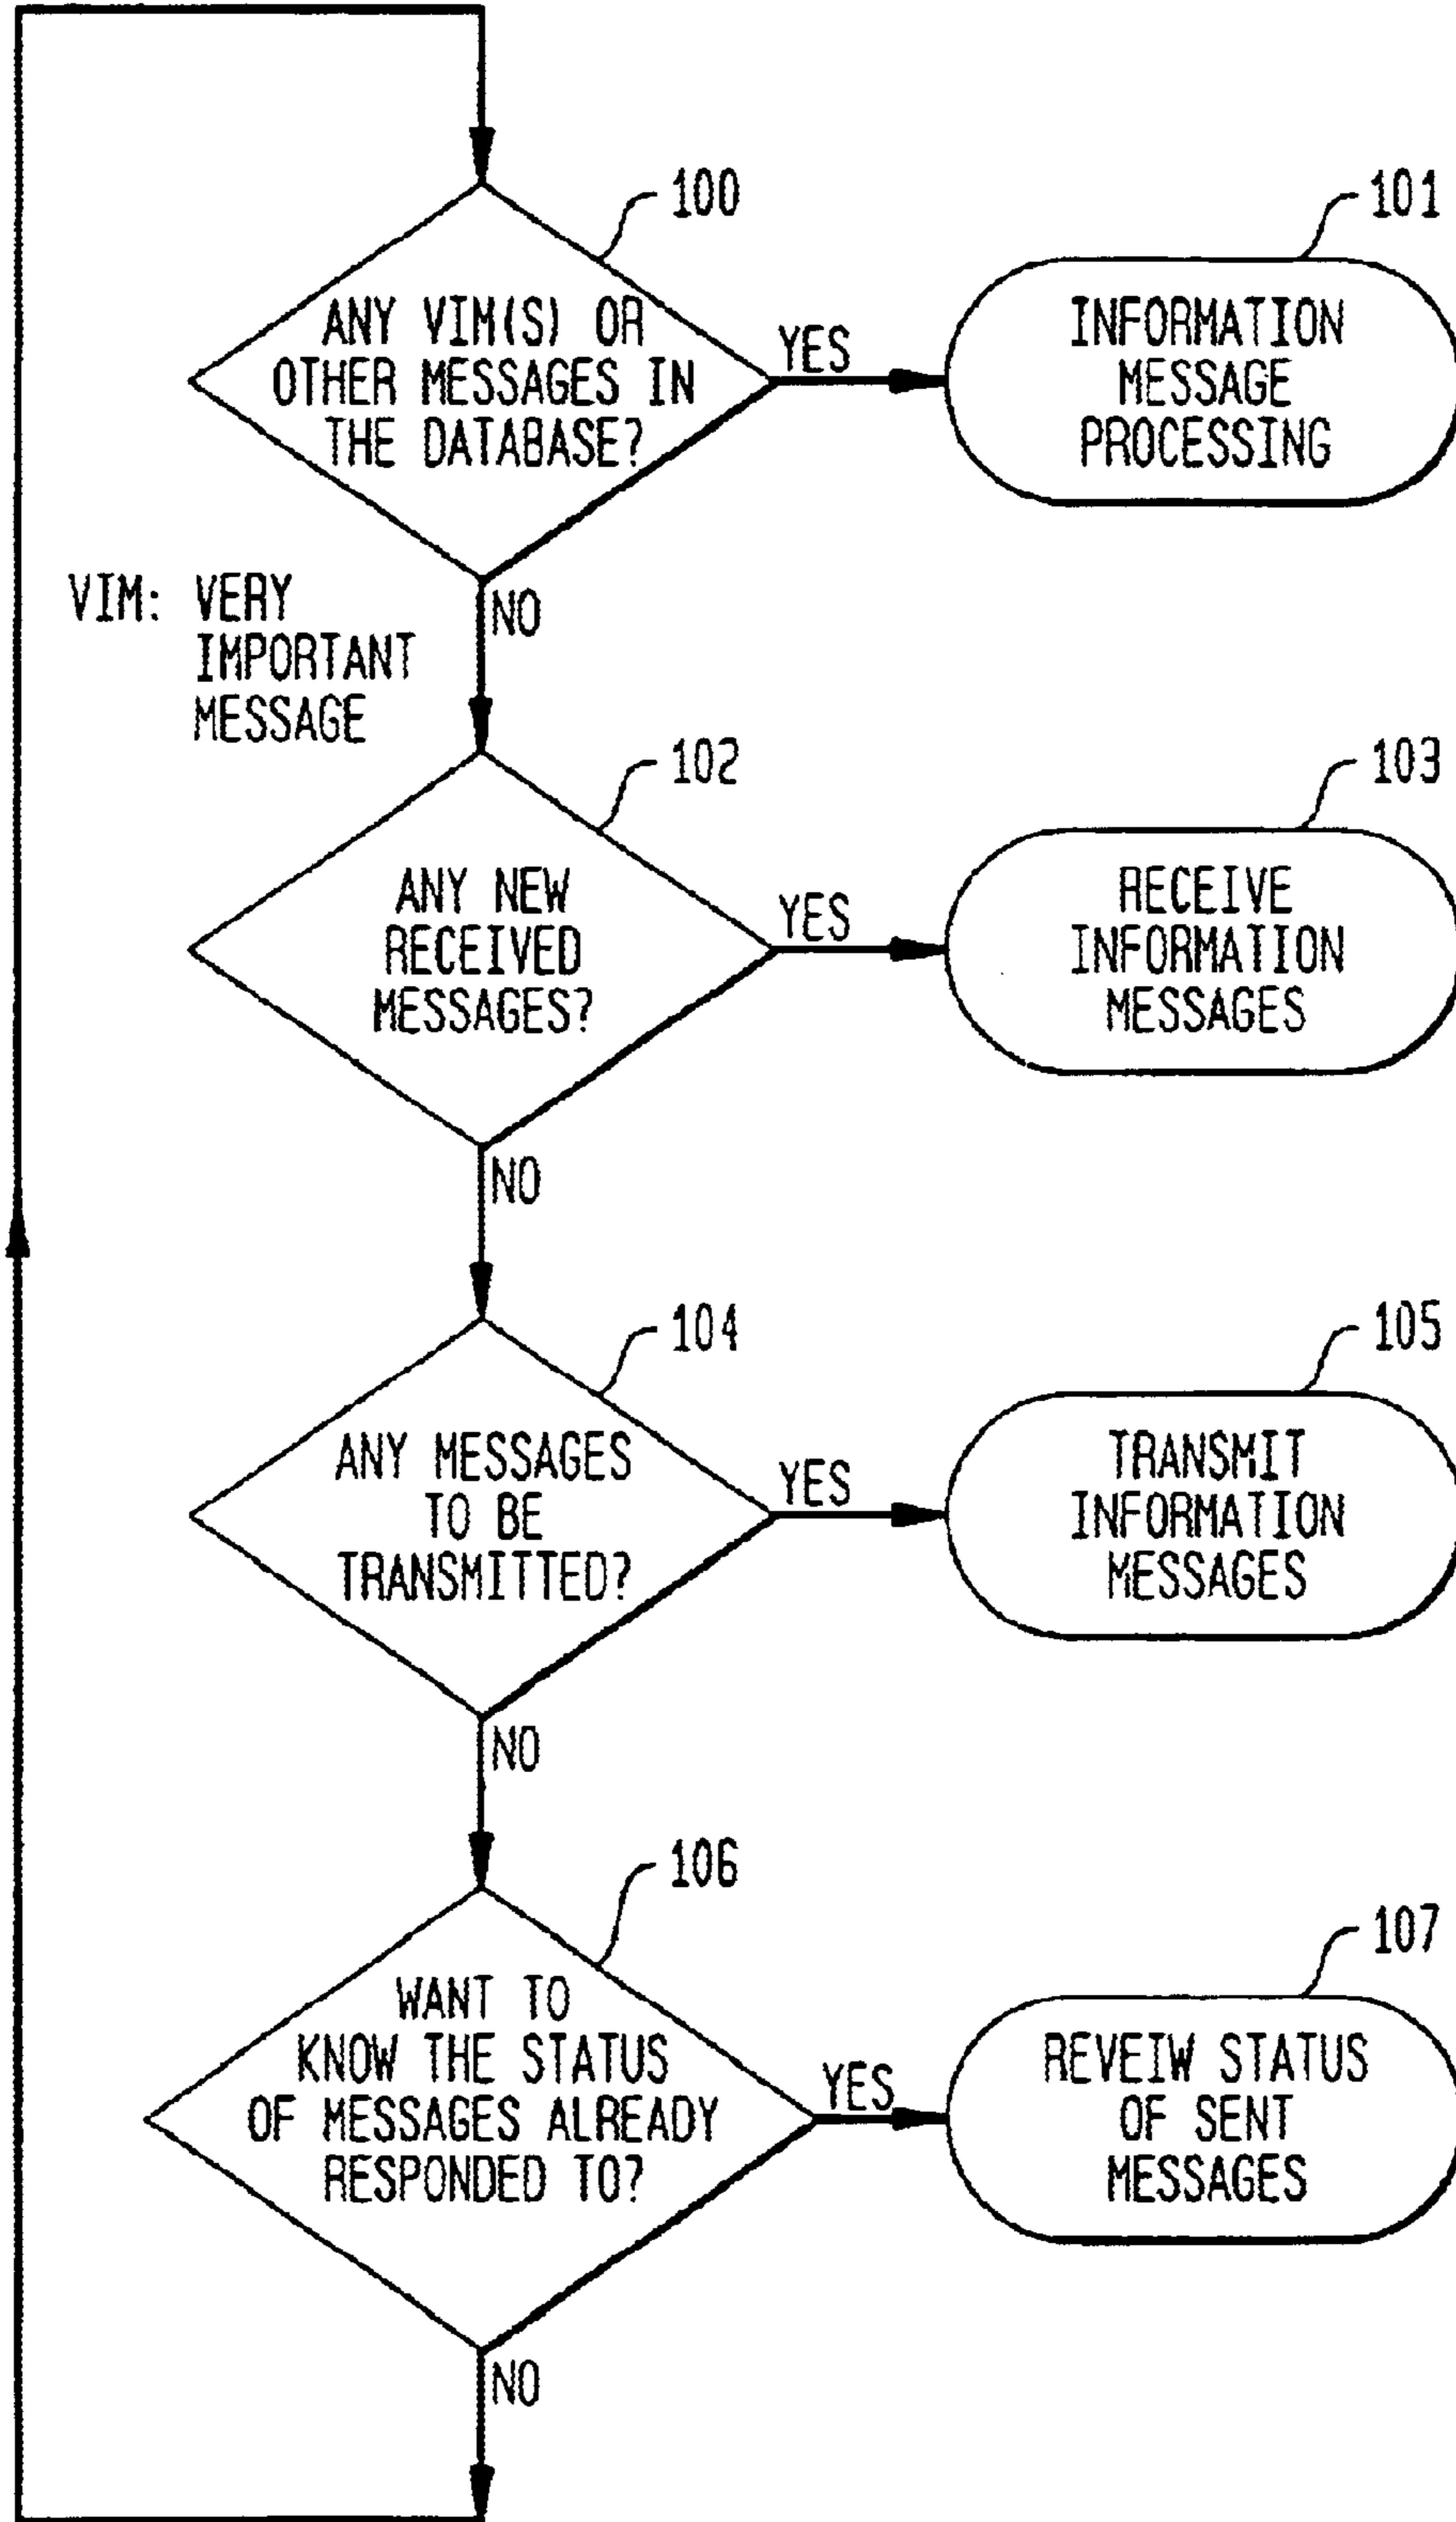 100
ANY VIM(S) OR
OTHER MESSAGES IN
THE DATABASE?
YES
101
INFORMATION
MESSAGE
PROCESSING
NO
VIM: VERY
IMPORTANT
MESSAGE
102
ANY NEW
RECEIVED
MESSAGES?
YES
103
RECEIVE
INFORMATION
MESSAGES
NO
104
ANY MESSAGES
TO BE
TRANSMITTED?
YES
105
TRANSMIT
INFORMATION
MESSAGES
NO
106
WANT TO
KNOW THE STATUS
OF MESSAGES ALREADY
RESPONDED TO?
YES
107
REVEIW STATUS
OF SENT
MESSAGES
NO